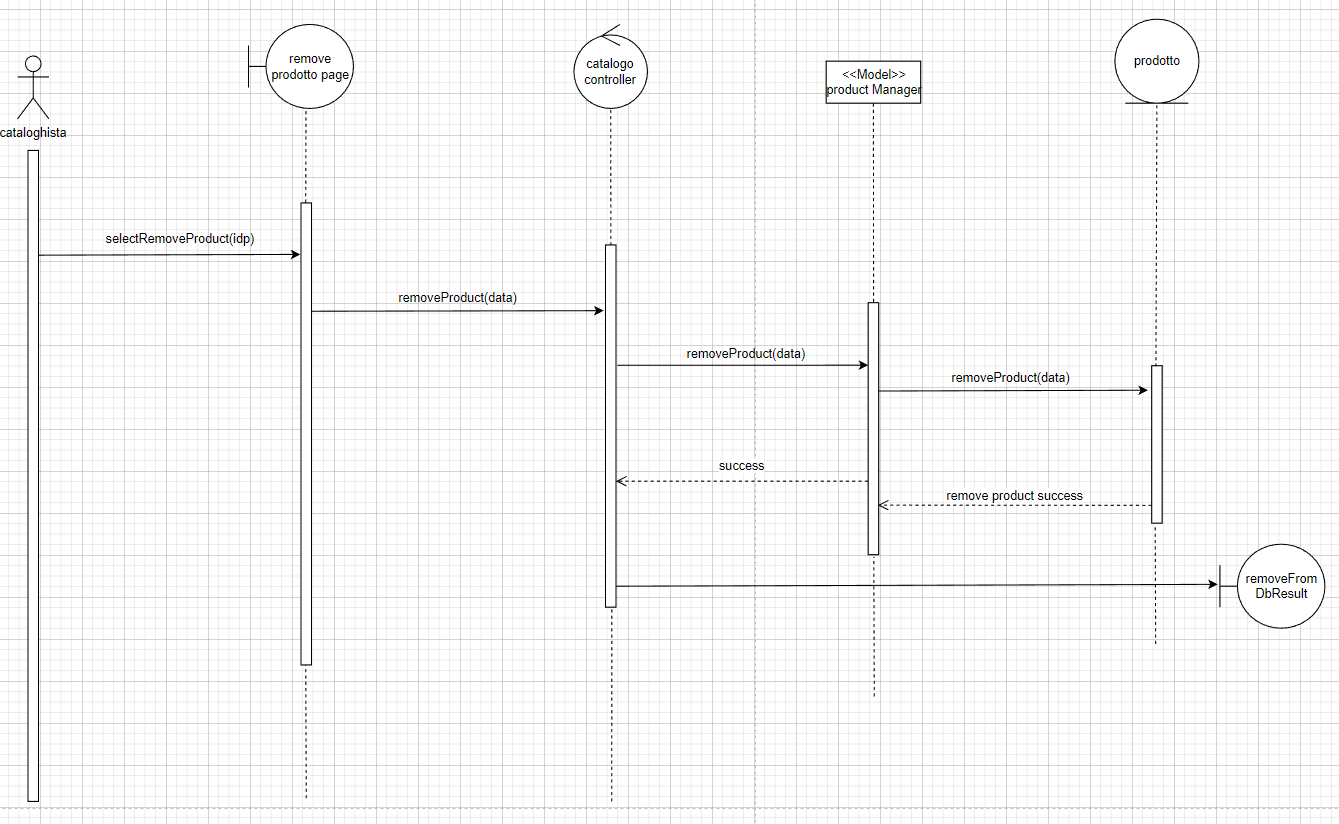 remove
prodotto page
catalogo
controller
<<Model>>
product Manager
prodotto
cataloghista
selectRemoveProduct(idp)
removeProduct(data)
removeProduct(data)
removeProduct(data)
success
remove product success
removeFrom
DbResult